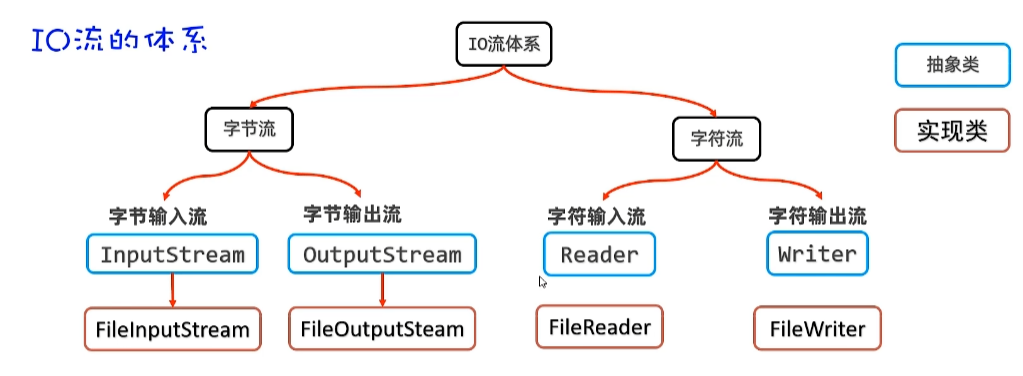 IO流的体系
IO流体系
抽象类
字节流
字符流
实现类
字节输入流
字节输出流
字符输入流
字符输出流
InputStream
OutputStream
Reader
Writer
FileInputStream
FileOutputSteam
FileReader
FileWriter